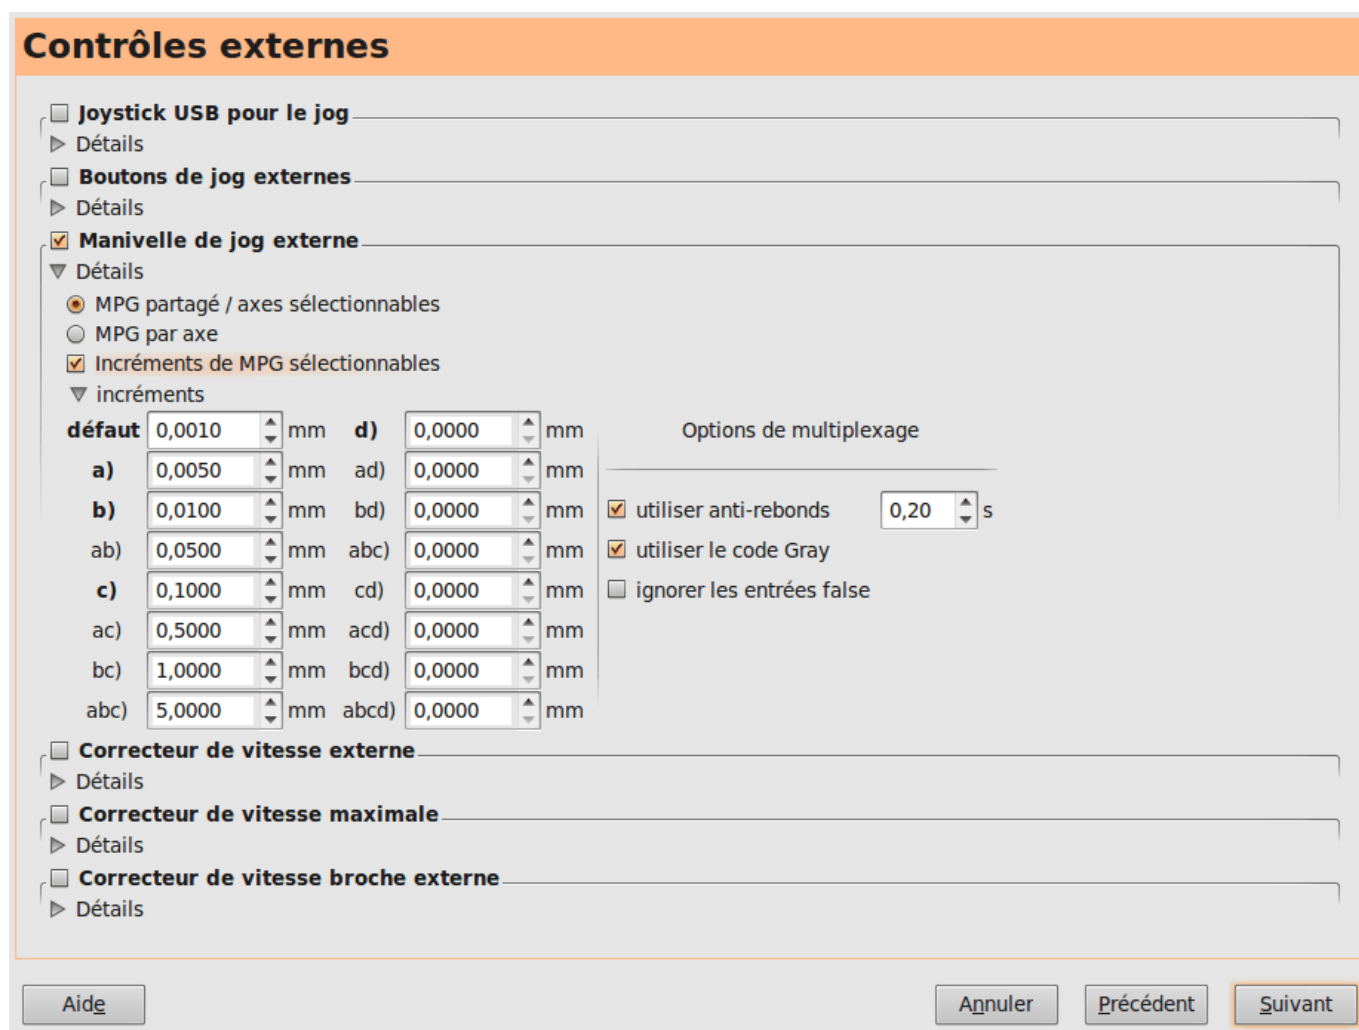 Contrôles externes
Joystick USB pour le jog
Détails
Boutons de jog externes
Détails
Manivelle de jog externe
Détails
MPG partagé / axes sélectionnables
MPG par axe
Incréments de MPG sélectionnables
incréments
défaut 0,0010 mm d) 0,0000 mm Options de multiplexage
a) 0,0050 mm ad) 0,0000 mm
b) 0,0100 mm bd) 0,0000 mm utiliser anti-rebonds 0,20 s
ab) 0,0500 mm abc) 0,0000 mm utiliser le code Gray
c) 0,1000 mm cd) 0,0000 mm ignorer les entrées false
ac) 0,5000 mm acd) 0,0000 mm
bc) 1,0000 mm bcd) 0,0000 mm
abc) 5,0000 mm abcd) 0,0000 mm
Correcteur de vitesse externe
Détails
Correcteur de vitesse maximale
Détails
Correcteur de vitesse broche externe
Détails
Aide Annuler Précédent Suivant